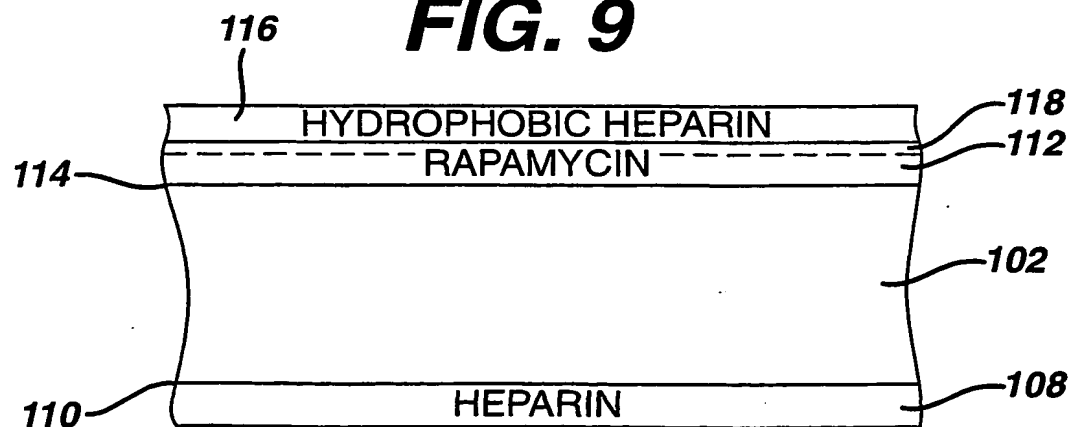 FIG. 9
116
HYDROPHOBIC HEPARIN
118
RAPAMYCIN
112
114
102
110
HEPARIN
108